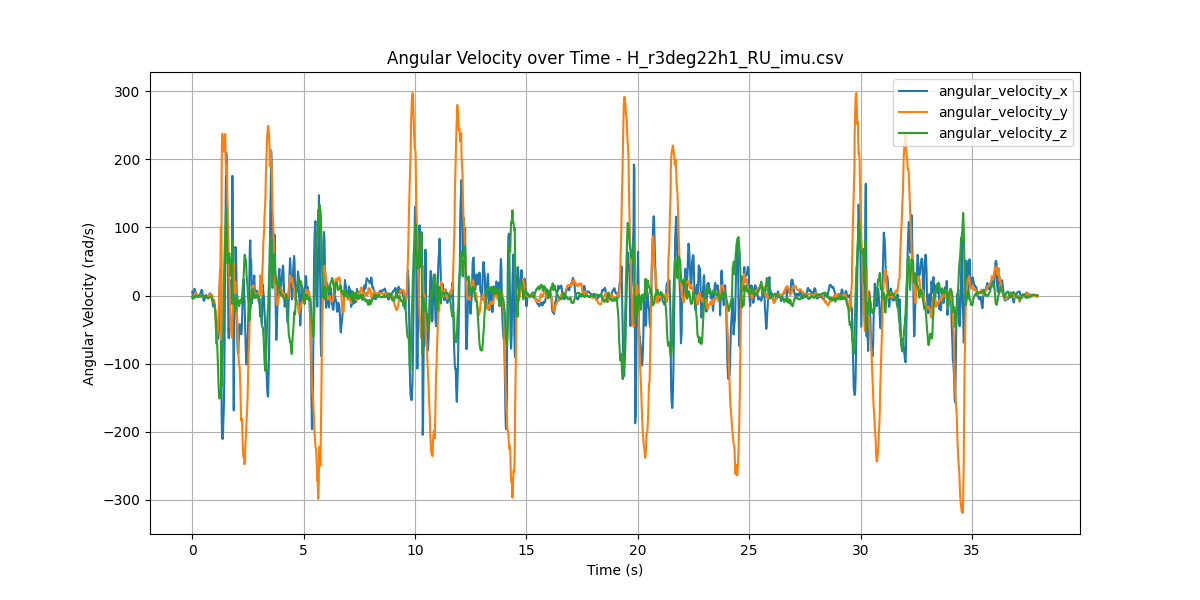 Angular Velocity over Time - H_r3deg22h1_RU_imu.csv
angular_velocity_x
angular_velocity_y
angular_velocity_z
Angular Velocity (rad/s)
300
200
100
0
−100
−200
−300
0 5 10 15 20 25 30 35
Time (s)